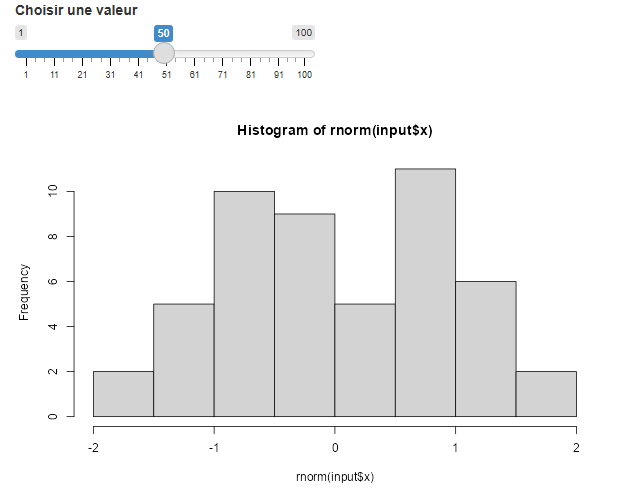 Choisir une valeur
1 50 100
1 11 21 31 41 51 61 71 81 91 100
Histogram of rnorm(input$x)
10
8
6
4
2
0
Frequency
-2 -1 0 1 2
rnorm(input$x)